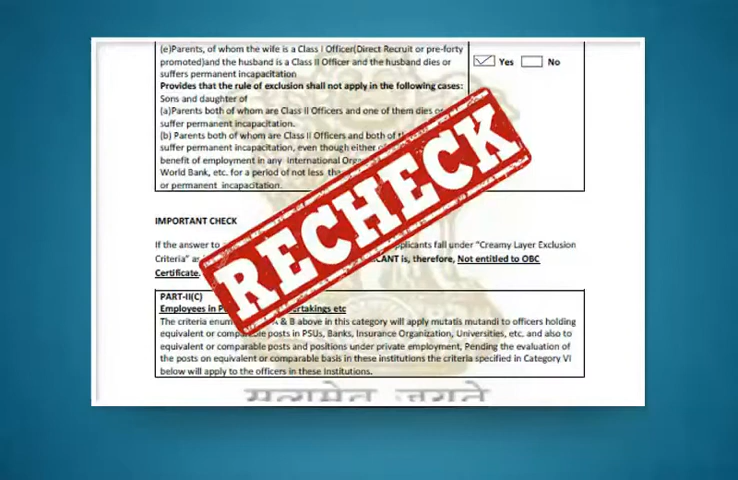 (e)Parents, of whom the wife is a Class I Officer(Direct Recruit or pre-forty
promoted)and the husband is a Class II Officer and the husband dies or
suffers permanent incapacitation
Yes No
Provides that the rule of exclusion shall not apply in the following cases:
Sons and daughter of
(a)Parents both of whom are Class II Officers and one of them dies or
suffer permanent incapacitation.
(b) Parents both of whom are Class II Officers and both of
suffer permanent incapacitation, even though either of
benefit of employment in any International
World Bank, etc. for a period of not less
or permanent incapacitation.
RECHECK
IMPORTANT CHECK
If the answer to applicants fall under “Creamy Layer Exclusion
Criteria” is, therefore, Not entitled to OBC
Certificate.
PART-II(C)
Employees in etc
The criteria A & B above in this category will apply mutatis mutandi to officers holding
equivalent or comparable posts in PSUs, Banks, Insurance Organization, Universities, etc. and also to
equivalent or comparable posts and positions under private employment, Pending the evaluation of
the posts on equivalent or comparable basis in these institutions the criteria specified in Category VI
below will apply to the officers in these Institutions.
सत्यमेव जयते